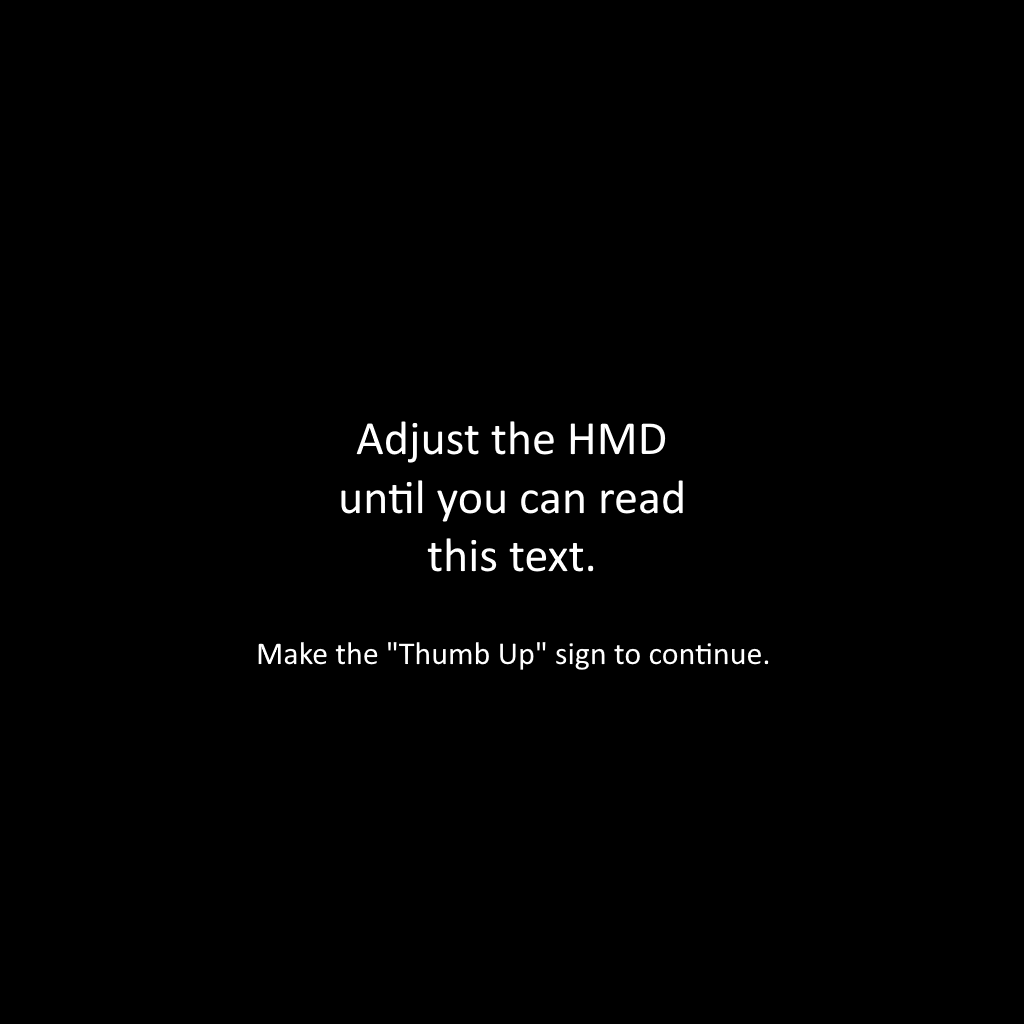 Adjust the HMD
until you can read
this text.
Make the "Thumb Up" sign to continue.